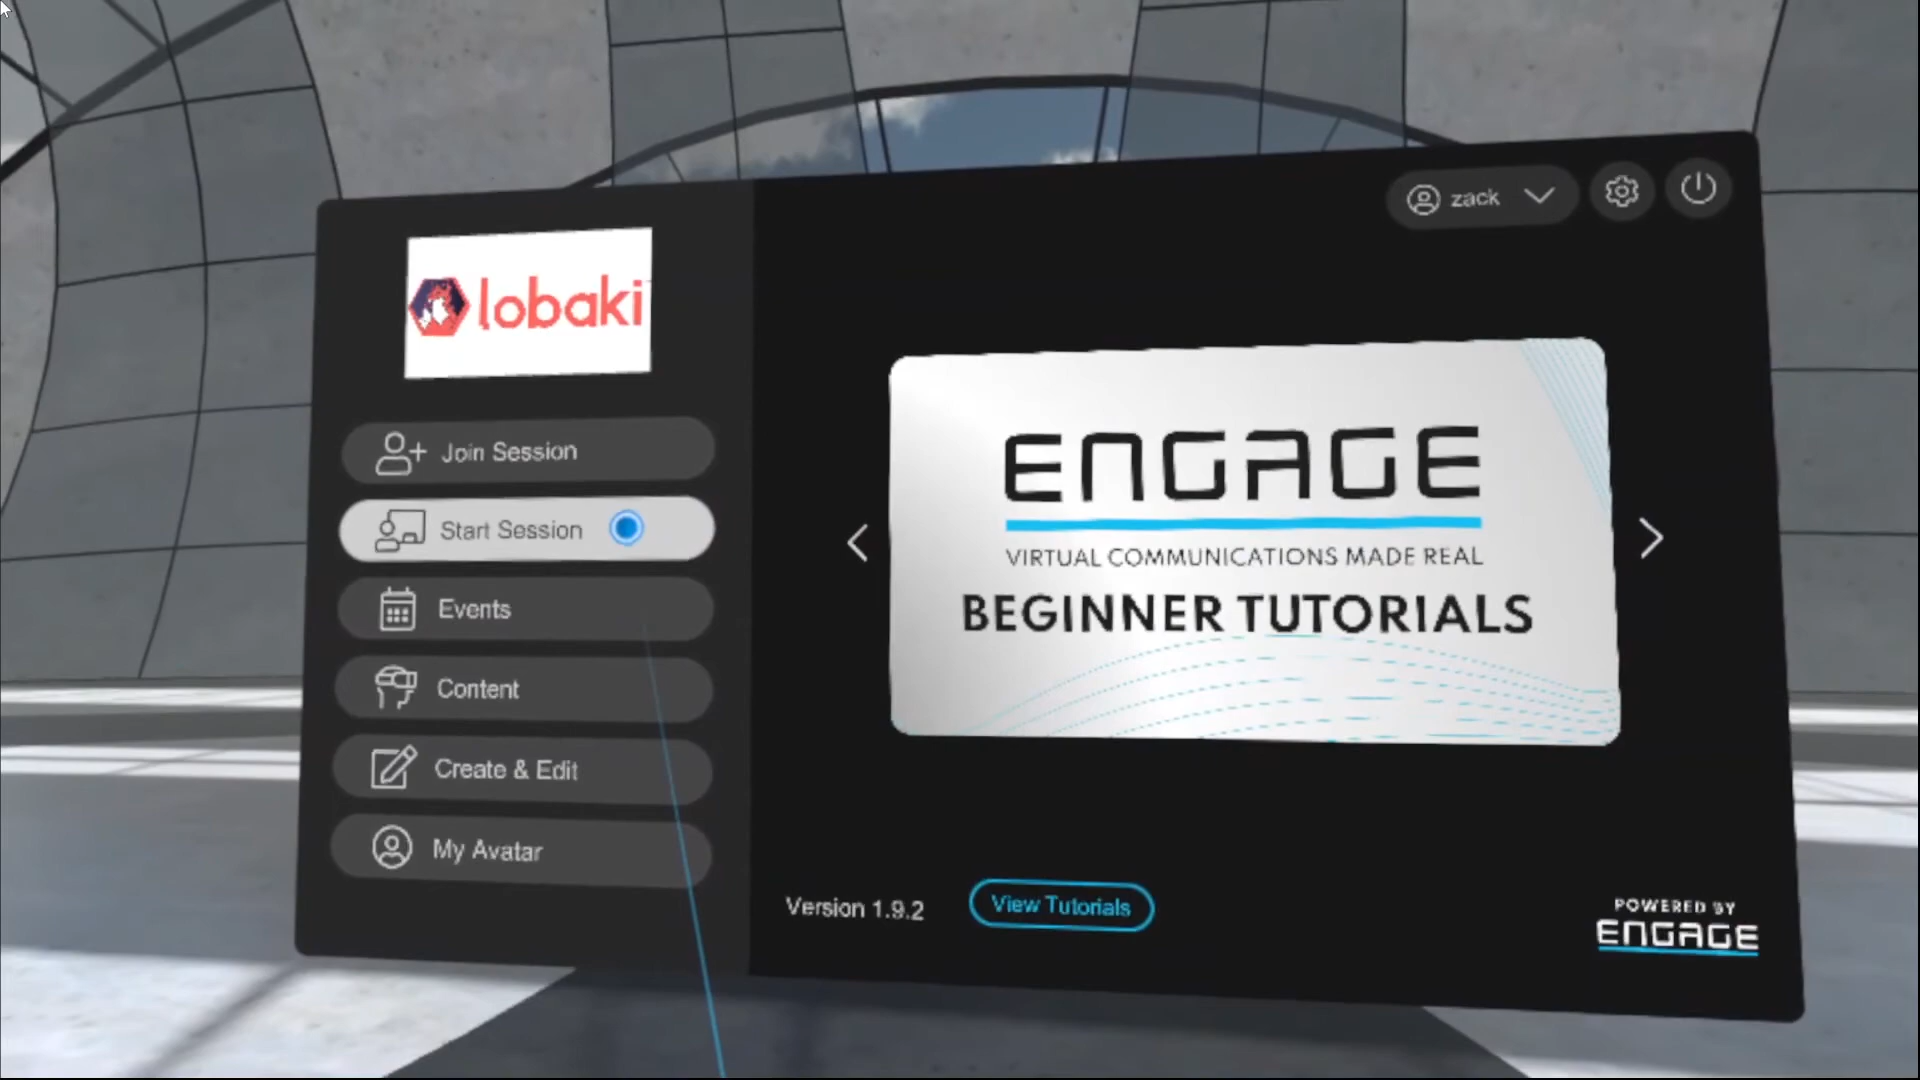 lobaki
zack
Join Session
Start Session
Events
Content
Create & Edit
My Avatar
ENGAGE
VIRTUAL COMMUNICATIONS MADE REAL
BEGINNER TUTORIALS
Version 1.9.2
View Tutorials
POWERED BY
ENGAGE